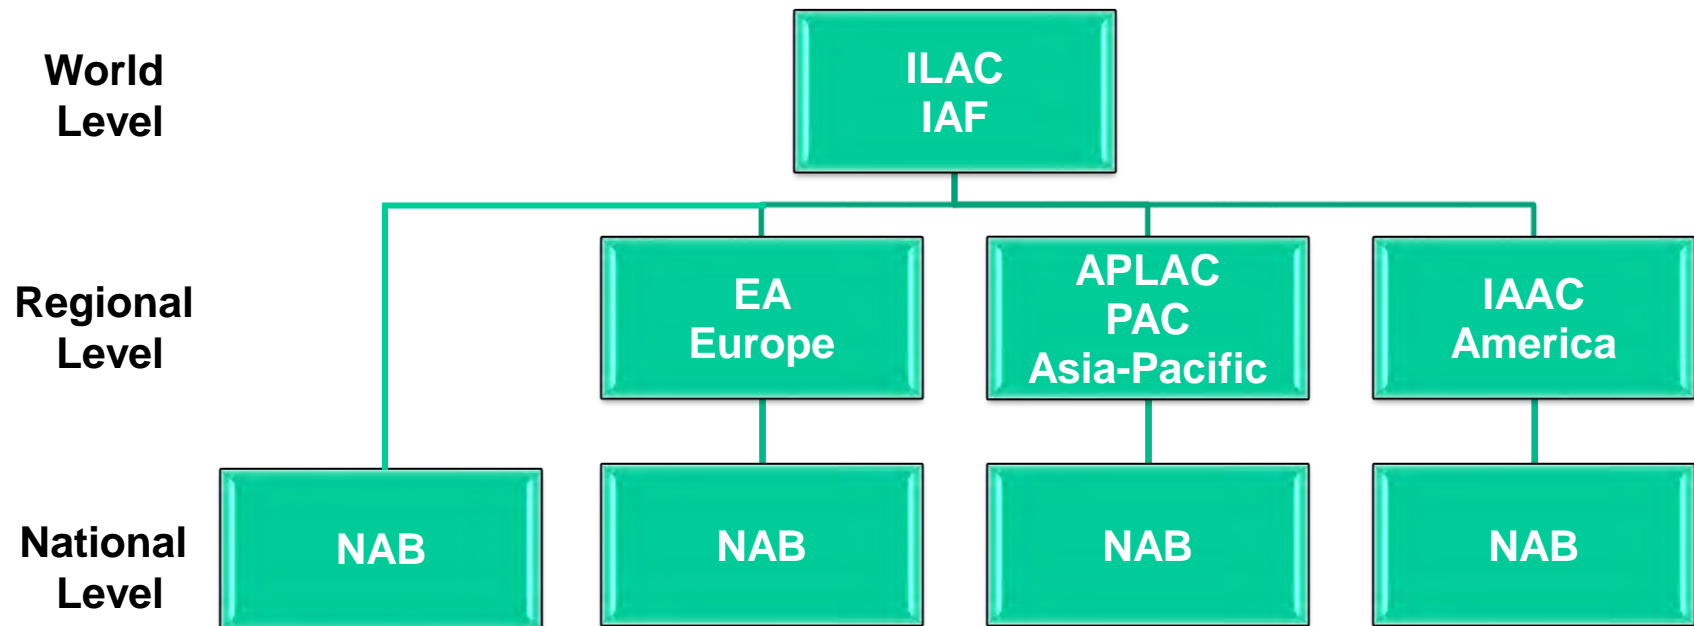 World
Level
ILAC
IAF
Regional
Level
EA
Europe
APLAC
PAC
Asia-Pacific
IAAC
America
National
Level
NAB
NAB
NAB
NAB